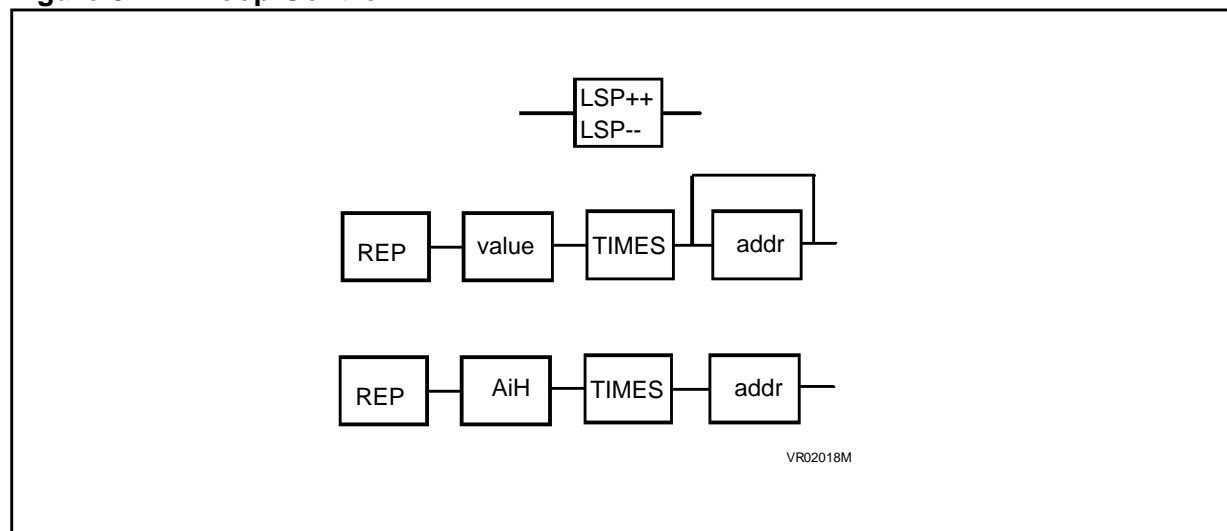 LSP++
LSP--
REP value TIMES addr
REP AiH TIMES addr
VR02018M